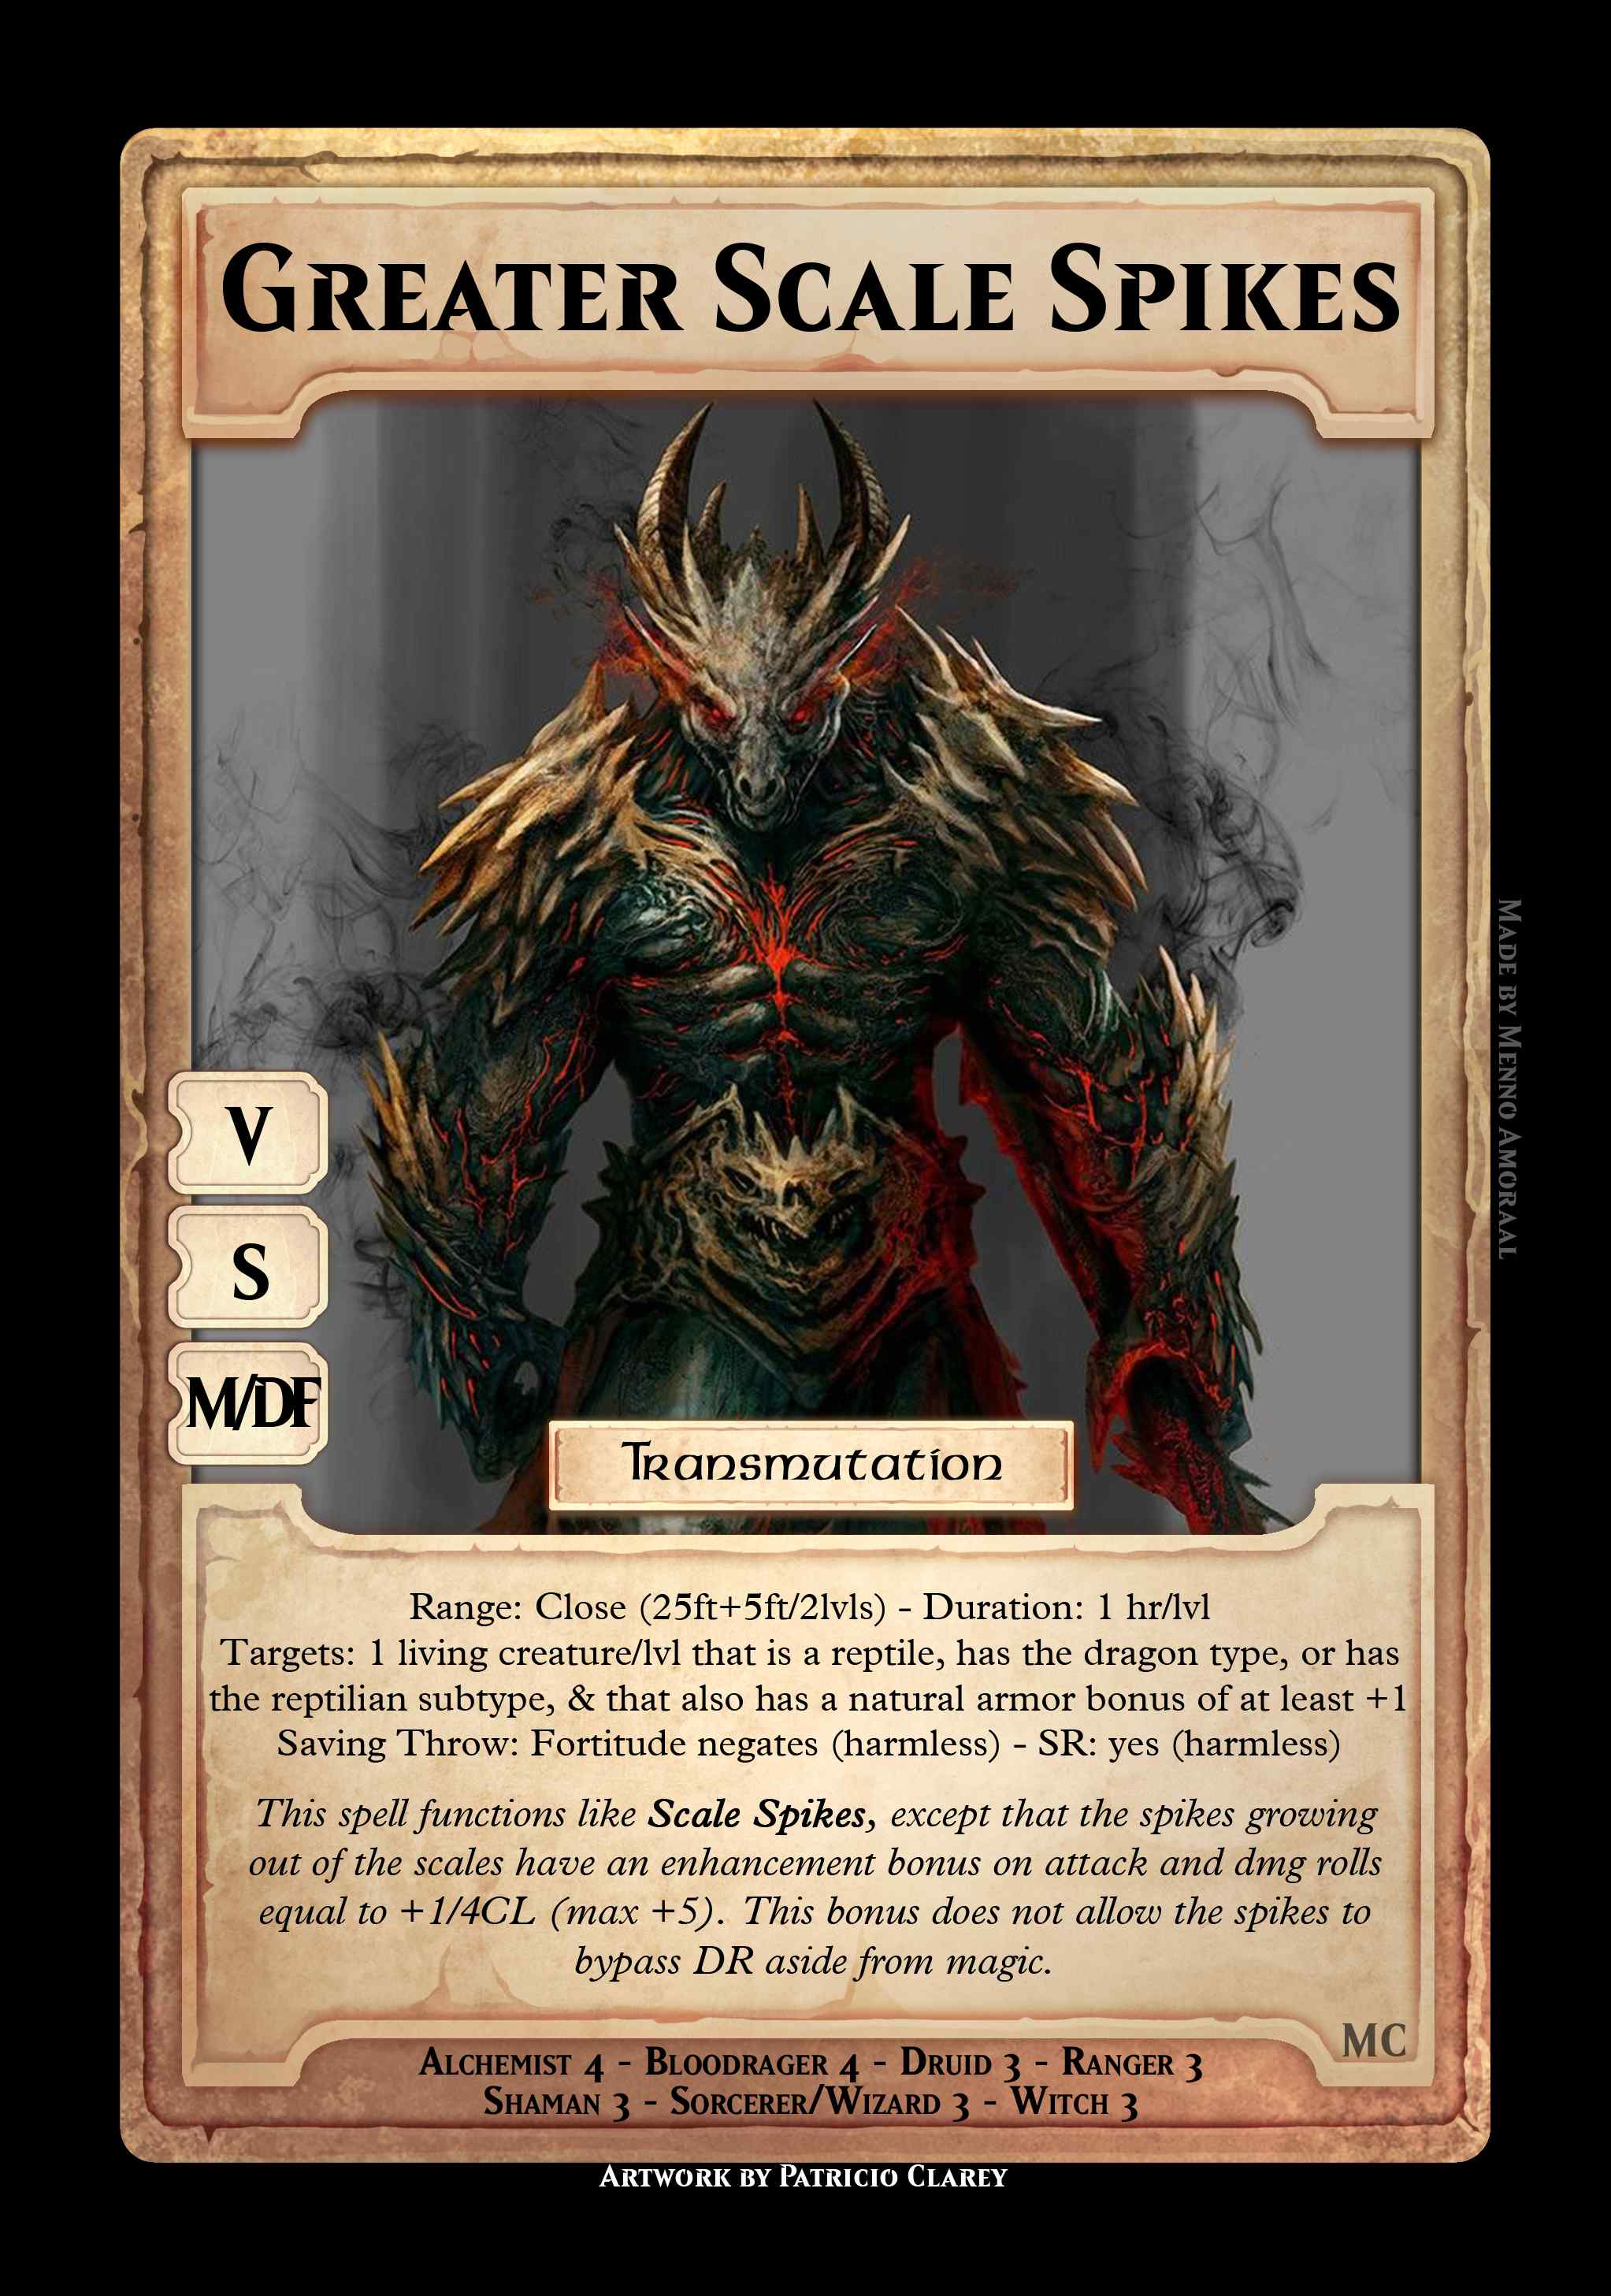 Greater Scale Spikes
V
S
M/DF
Transmutation
Range: Close (25ft+5ft/2lvls) - Duration: 1 hr/lvl
Targets: 1 living creature/lvl that is a reptile, has the dragon type, or has
the reptilian subtype, & that also has a natural armor bonus of at least +1
Saving Throw: Fortitude negates (harmless) - SR: yes (harmless)
This spell functions like Scale Spikes, except that the spikes growing
out of the scales have an enhancement bonus on attack and dmg rolls
equal to +1/4CL (max +5). This bonus does not allow the spikes to
bypass DR aside from magic.
MC
Alchemist 4 - Bloodrager 4 - Druid 3 - Ranger 3
Shaman 3 - Sorcerer/Wizard 3 - Witch 3
Artwork by Patricio Clarey
Made by Menno Amoraal